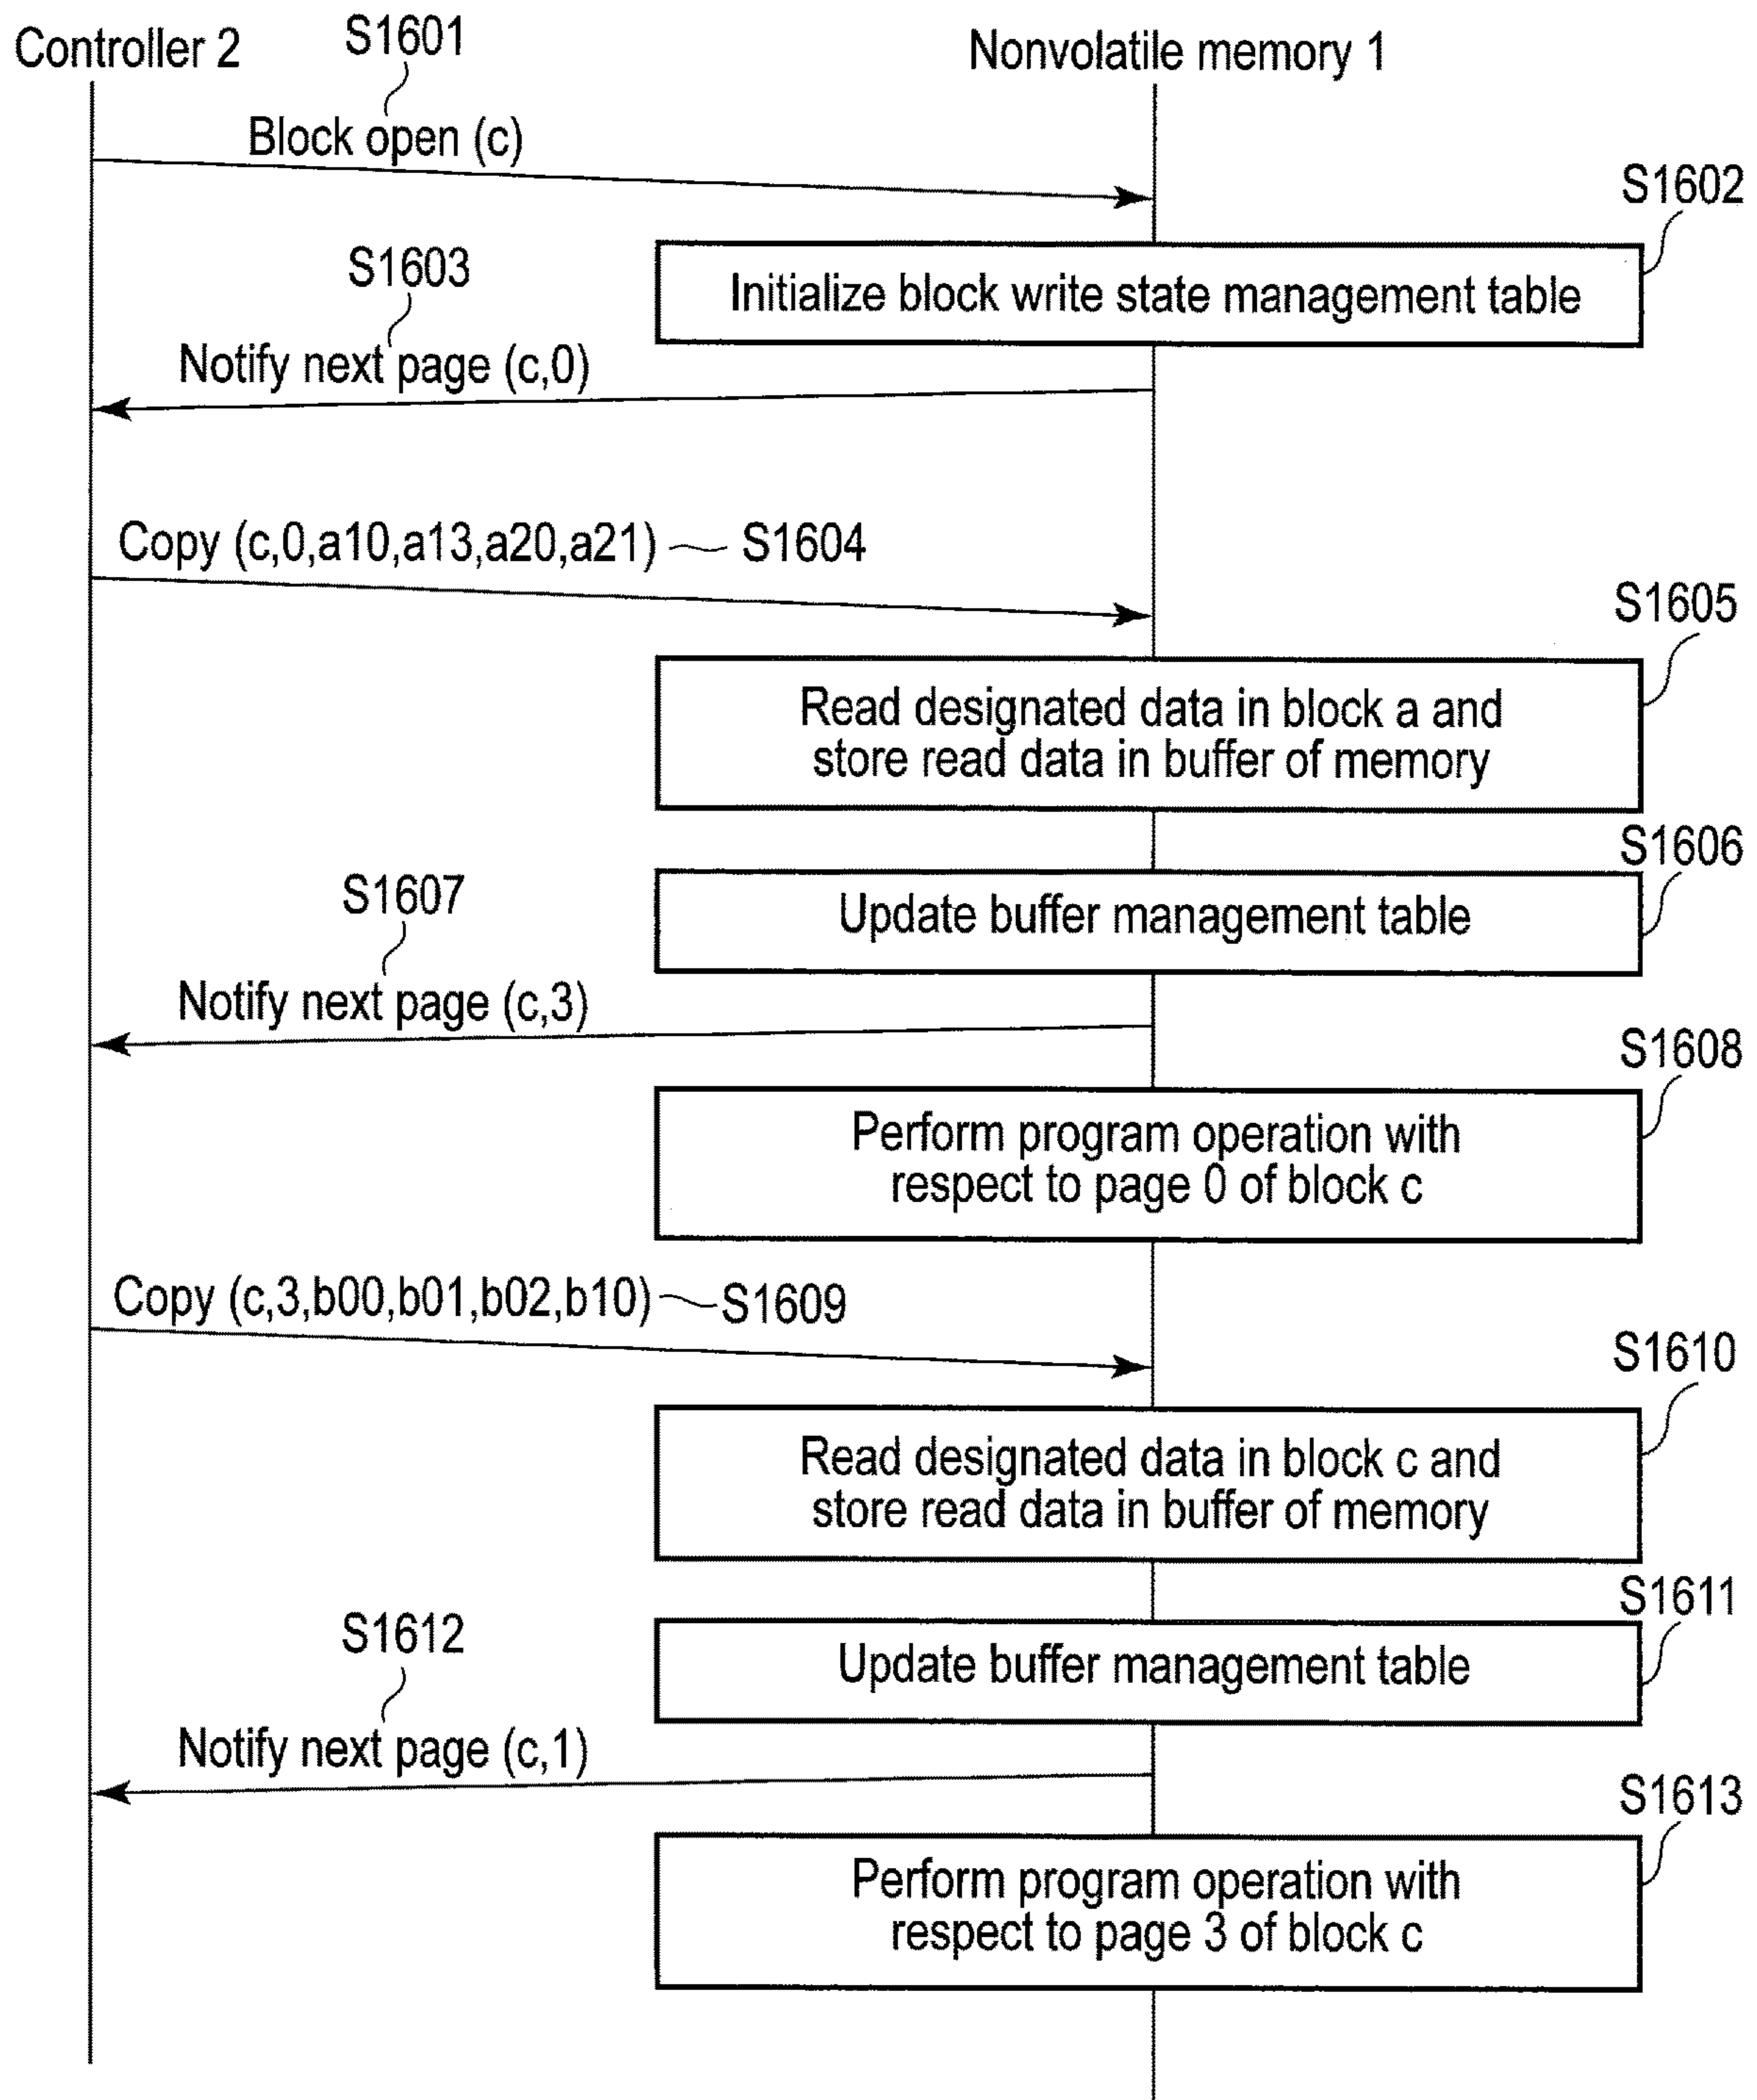 Controller 2
S1601
Nonvolatile memory 1
Block open (c)
S1602
Initialize block write state management table
S1603
Notify next page (c,0)
Copy (c,0,a10,a13,a20,a21)
S1604
S1605
Read designated data in block a and
store read data in buffer of memory
S1606
Update buffer management table
S1607
Notify next page (c,3)
S1608
Perform program operation with
respect to page 0 of block c
Copy (c,3,b00,b01,b02,b10)
S1609
S1610
Read designated data in block c and
store read data in buffer of memory
S1611
Update buffer management table
S1612
Notify next page (c,1)
S1613
Perform program operation with
respect to page 3 of block c